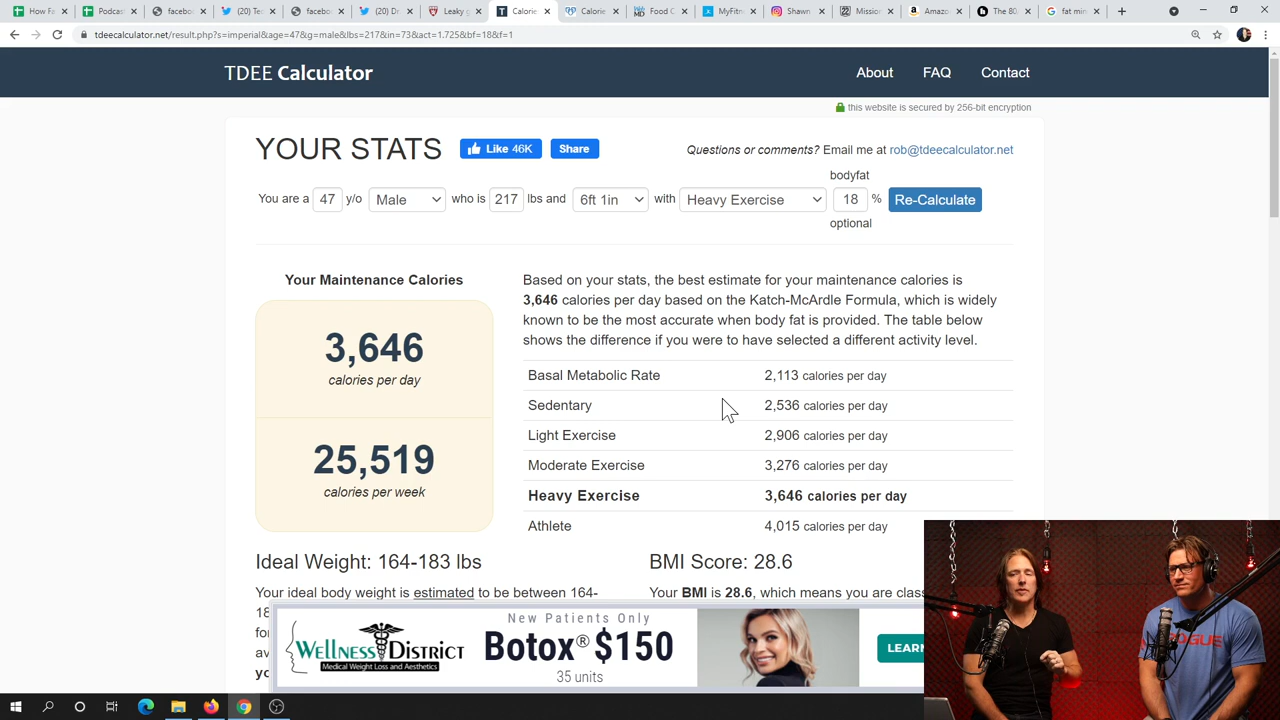 How Fa
Podcas
facebo
(20) Te
facebo
(20) Dr
Leaky g
Calorie
Calorie
Food C
MyFitn
Shawn
Mission
Amazo
The 80
fat min
tdeecalculator.net/result.php?s=imperial&age=47&g=male&lbs=217&in=73&act=1.725&bf=18&f=1
TDEE Calculator
About FAQ Contact
this website is secured by 256-bit encryption
YOUR STATS
Like 46K
Share
Questions or comments? Email me at rob@tdeecalculator.net
bodyfat
You are a 47 y/o Male who is 217 lbs and 6ft 1in with Heavy Exercise 18 % Re-Calculate
optional
Your Maintenance Calories
3,646
calories per day
25,519
calories per week
Based on your stats, the best estimate for your maintenance calories is
3,646 calories per day based on the Katch-McArdle Formula, which is widely
known to be the most accurate when body fat is provided. The table below
shows the difference if you were to have selected a different activity level.
Basal Metabolic Rate 2,113 calories per day
Sedentary 2,536 calories per day
Light Exercise 2,906 calories per day
Moderate Exercise 3,276 calories per day
Heavy Exercise 3,646 calories per day
Athlete 4,015 calories per day
Ideal Weight: 164-183 lbs
Your ideal body weight is estimated to be between 164-
BMI Score: 28.6
Your BMI is 28.6, which means you are clas
New Patients Only
WELLNESS DISTRICT
Medical Weight Loss and Aesthetics
Botox® $150
35 units
LEARN
ROGUE